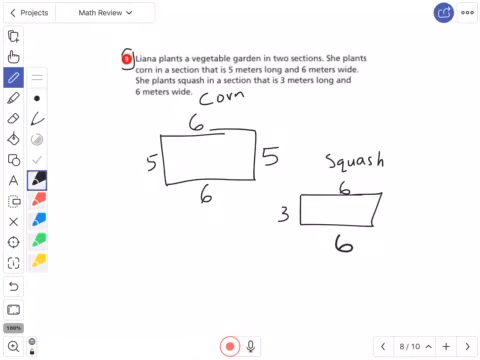 Projects
Math Review
9 Liana plants a vegetable garden in two sections. She plants
corn in a section that is 5 meters long and 6 meters wide.
She plants squash in a section that is 3 meters long and
6 meters wide.
Corn
6
5
5
6
Squash
6
3
6
A
100%
8 / 10